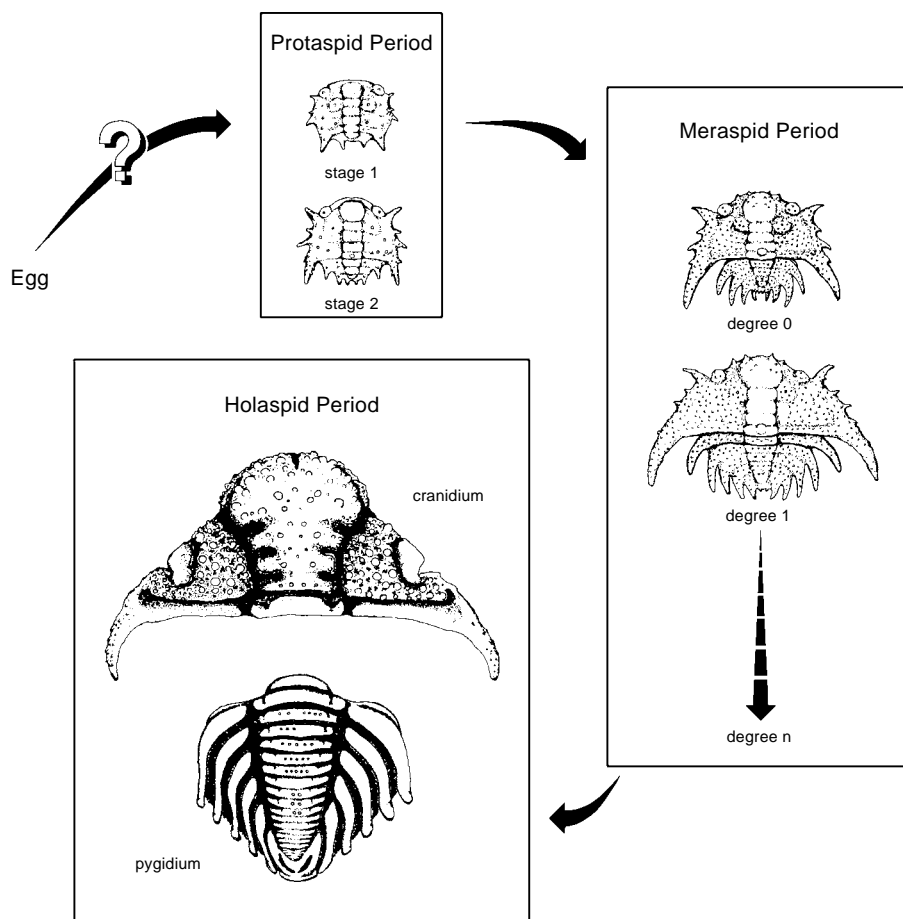 Egg
?
Protaspid Period
stage 1
stage 2
Meraspid Period
degree 0
degree 1
degree n
Holaspid Period
cranidium
pygidium